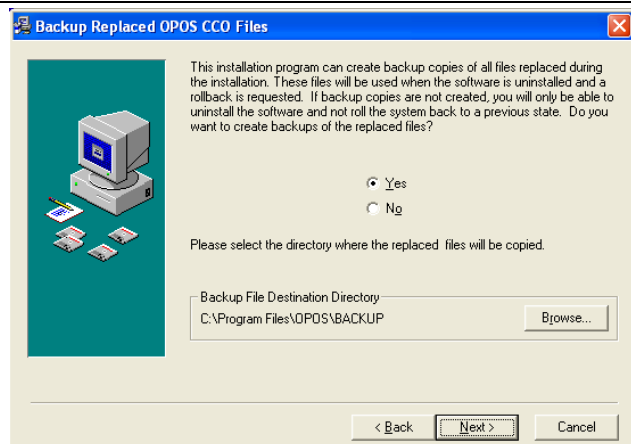 Backup Replaced OPOS CCO Files
This installation program can create backup copies of all files replaced during
the installation. These files will be used when the software is uninstalled and a
rollback is requested. If backup copies are not created, you will only be able to
uninstall the software and not roll the system back to a previous state. Do you
want to create backups of the replaced files?
Yes
No
Please select the directory where the replaced files will be copied.
Backup File Destination Directory
C:\Program Files\OPOS\BACKUP
Browse...
< Back
Next >
Cancel